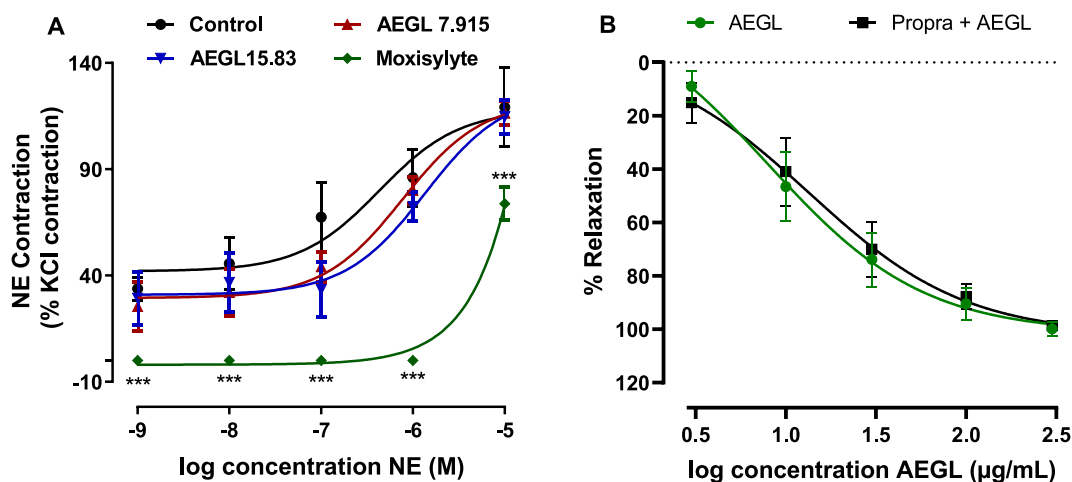 A
Control
AEGL 7.915
AEGL15.83
Moxisylyte
NE Contraction
(% KCl contraction)
140
90
40
-10
***
***
***
***
***
-9
-8
-7
-6
-5
log concentration NE (M)
B
AEGL
Propra + AEGL
% Relaxation
0
20
40
60
80
100
120
0.5
1.0
1.5
2.0
2.5
log concentration AEGL (µg/mL)